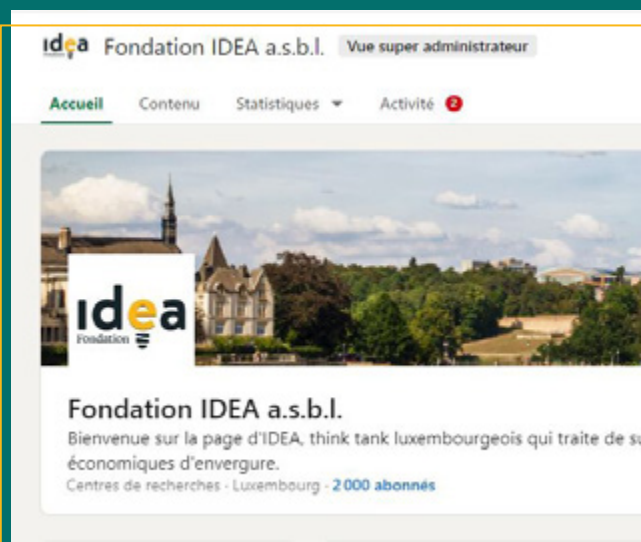 idea Fondation IDEA a.s.b.l. Vue super administrateur
Accueil Contenu Statistiques Activité 2
idea
Fondation
Fondation IDEA a.s.b.l.
Bienvenue sur la page d'IDEA, think tank luxembourgeois qui traite de
économiques d'envergure.
Centres de recherches · Luxembourg · 2 000 abonnés